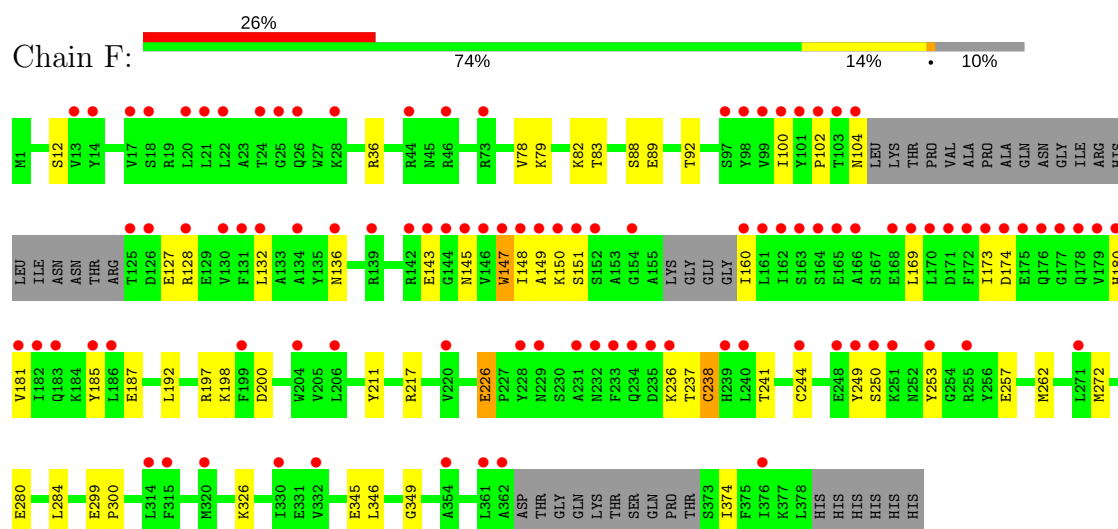 26%
Chain F:
74% 14% • 10%
M1 S12 V13 Y14 V17 S18 R19 L20 L21 L22 A23 T24 G25 Q26 W27 K28 R36 R44 N45 R46 R73 V78 K79 K82 T83 S88 E89 T92 S97 Y98 V99 I100 Y101 P102 T103 N104 LEU LYS THR PRO VAL ALA PRO ALA GLN ASN GLY ILE ARG HIS
LEU ILE ASN ASN THR ARG T125 D126 E127 R128 E129 V130 F131 L132 A133 A134 Y135 N136 R139 R142 E143 G144 N145 V146 W147 I148 A149 K150 S151 S152 A153 G154 A155 LYS GLY GLU GLY I160 L161 I162 S163 S164 E165 A166 S167 E168 L169 L170 D171 F172 I173 D174 E175 Q176 G177 Q178 V179 H180
V181 I182 Q183 K184 Y185 L186 E187 L192 R197 K198 F199 D200 W204 V205 L206 Y211 R217 V220 E226 P227 Y228 N229 S230 A231 N232 F233 Q234 D235 K236 T237 C238 H239 L240 T241 C244 E248 Y249 S250 K251 N252 Y253 G254 R255 Y256 E257 M262 L271 M272
E280 L284 E299 P300 L314 F315 M320 K326 I330 E331 V332 E345 L346 G349 A354 L361 A362 ASP THR GLY GLN LYS THR SER GLN PRO THR S373 I374 F375 I376 K377 L378 HIS HIS HIS HIS HIS HIS